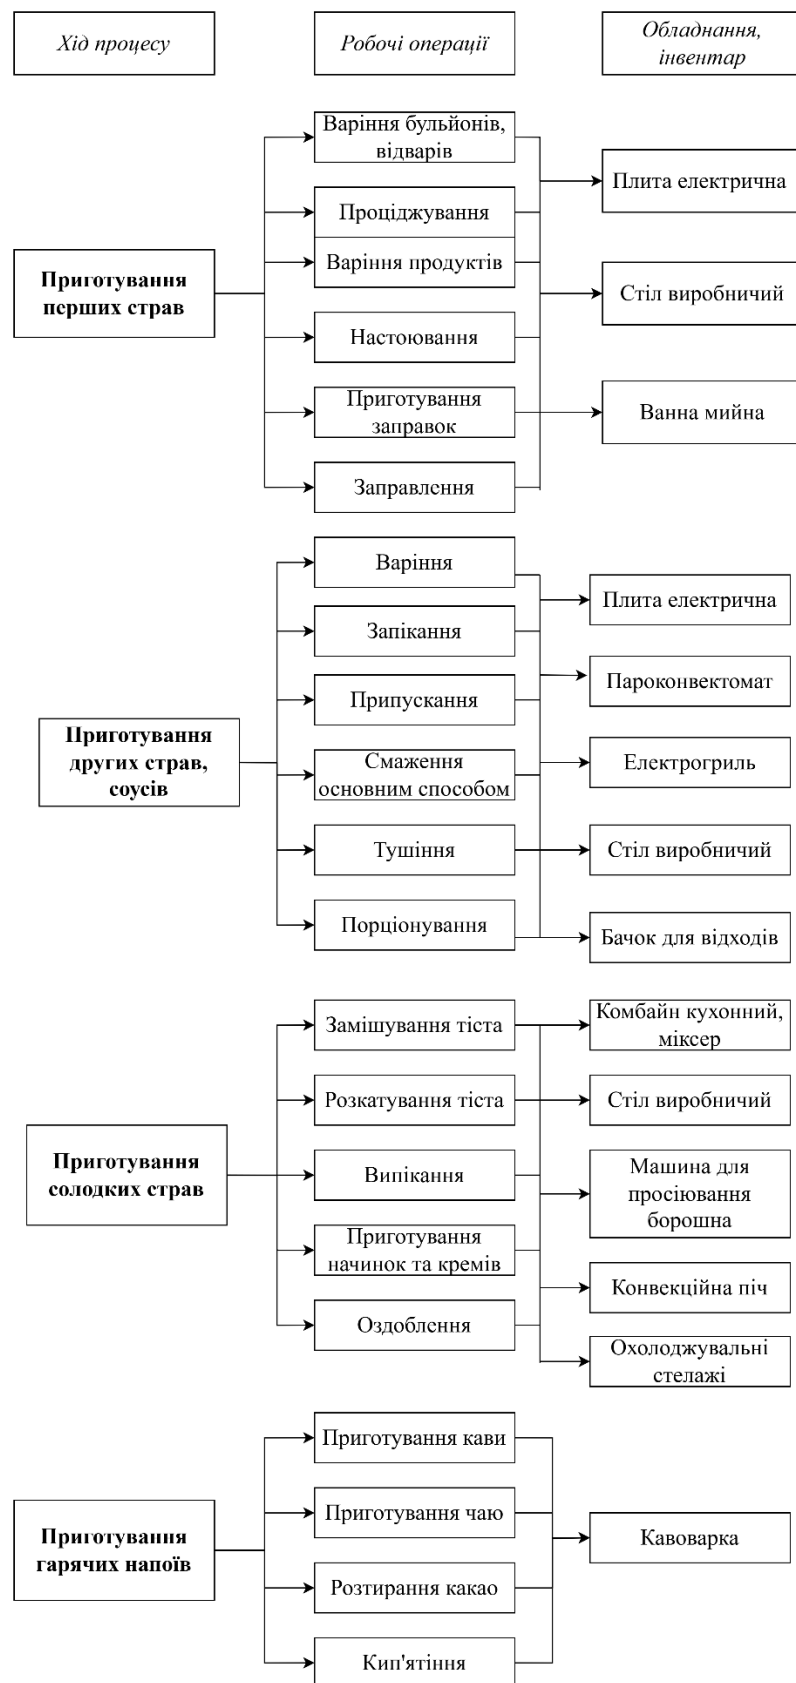 Хід процесу
Робочі операції
Обладнання,
інвентар
Приготування
перших страв
Варіння бульйонів,
відварів
Проціджування
Варіння продуктів
Настоювання
Приготування
заправок
Заправлення
Плита електрична
Стіл виробничий
Ванна мийна
Приготування
других страв,
соусів
Варіння
Запікання
Припускання
Смаження
основним способом
Тушіння
Порціонування
Плита електрична
Пароконвектомат
Електрогриль
Стіл виробничий
Бачок для відходів
Приготування
солодких страв
Замішування тіста
Розкатування тіста
Випікання
Приготування
начинок та кремів
Оздоблення
Комбайн кухонний,
міксер
Стіл виробничий
Машина для
просіювання
борошна
Конвекційна піч
Охолоджувальні
стелажі
Приготування
гарячих напоїв
Приготування кави
Приготування чаю
Розтирання какао
Кип'ятіння
Кавоварка